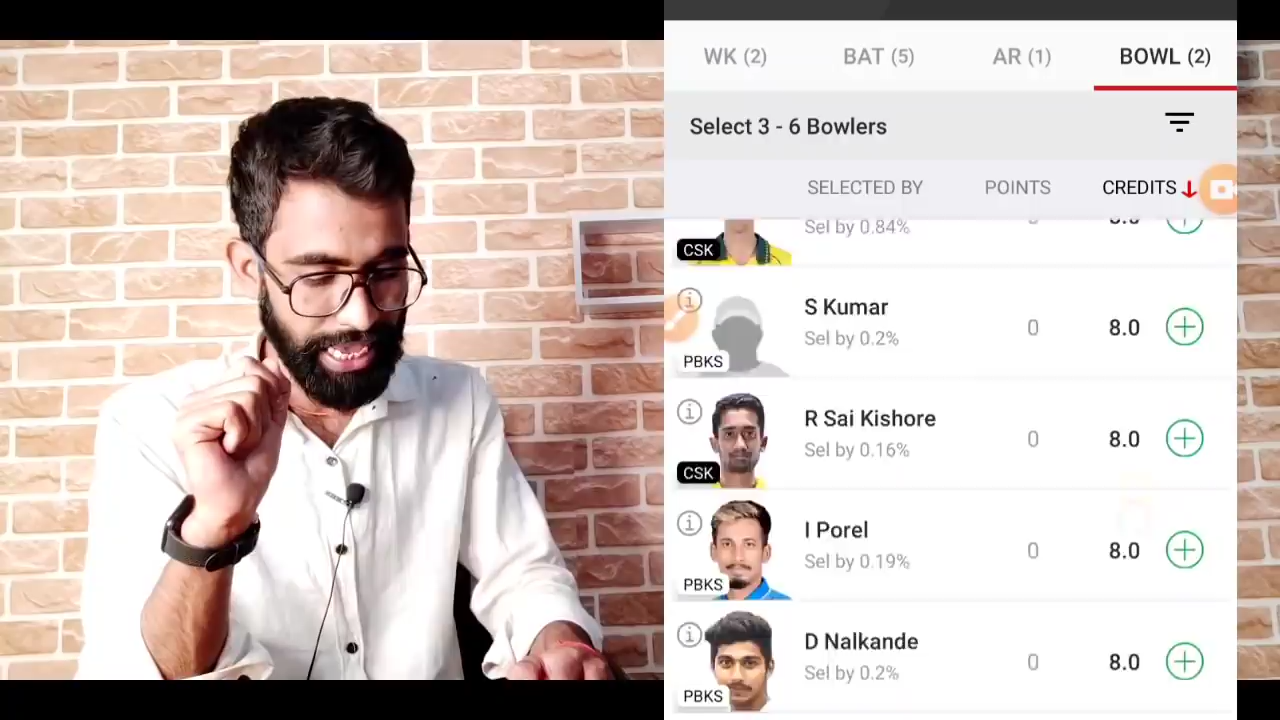 WK (2) BAT (5) AR (1) BOWL (2)
Select 3 - 6 Bowlers
SELECTED BY POINTS CREDITS
Sel by 0.84%
CSK
S Kumar
Sel by 0.2% 0 8.0
PBKS
R Sai Kishore
Sel by 0.16% 0 8.0
CSK
I Porel
Sel by 0.19% 0 8.0
PBKS
D Nalkande
Sel by 0.2% 0 8.0
PBKS